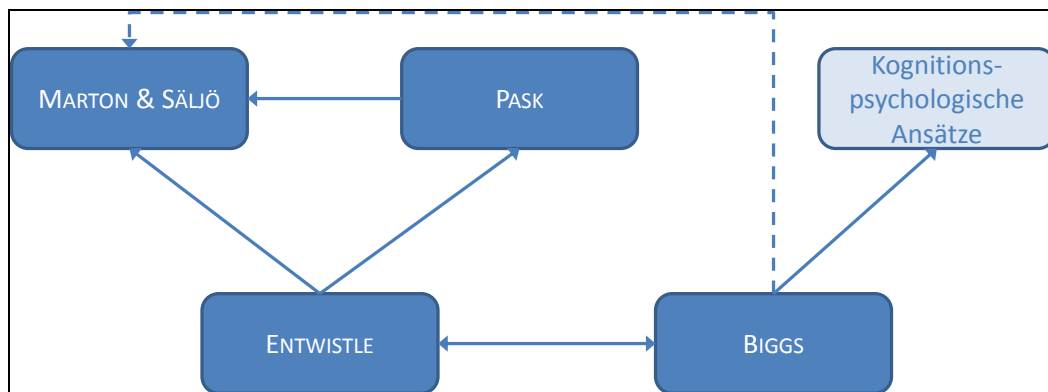 MARTON & SÄLJÖ
PASK
Kognitions-
psychologische
Ansätze
ENTWISTLE
BIGGS